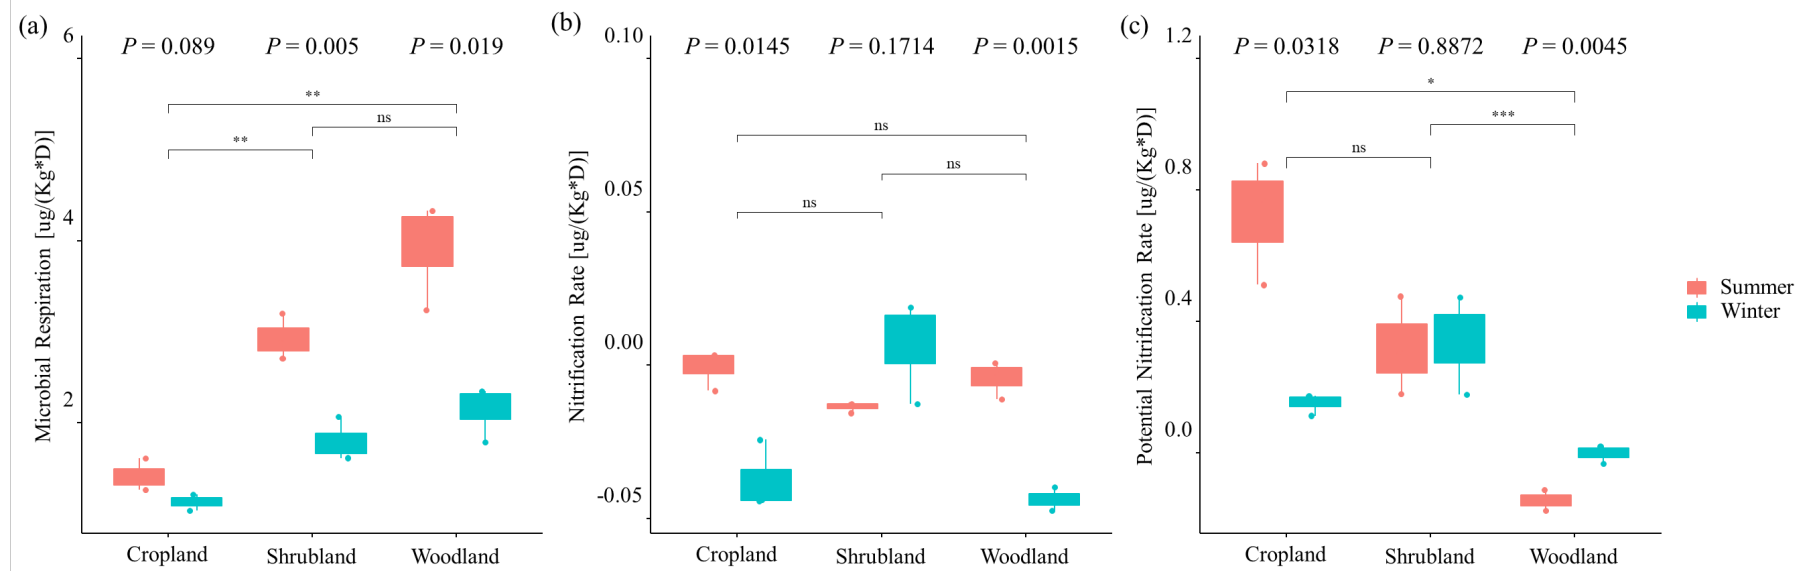 (a)
6
P = 0.089 P = 0.005 P = 0.019
**
ns
**
4
2
Microbial Respiration [ug/(Kg*D)]
Cropland Shrubland Woodland
(b)
0.10
P = 0.0145 P = 0.1714 P = 0.0015
ns
ns
ns
0.05
0.00
-0.05
Nitrification Rate [ug/(Kg*D)]
Cropland Shrubland Woodland
(c)
1.2
P = 0.0318 P = 0.8872 P = 0.0045
*
***
ns
0.8
0.4
0.0
Potential Nitrification Rate [ug/(Kg*D)]
Cropland Shrubland Woodland
Summer
Winter